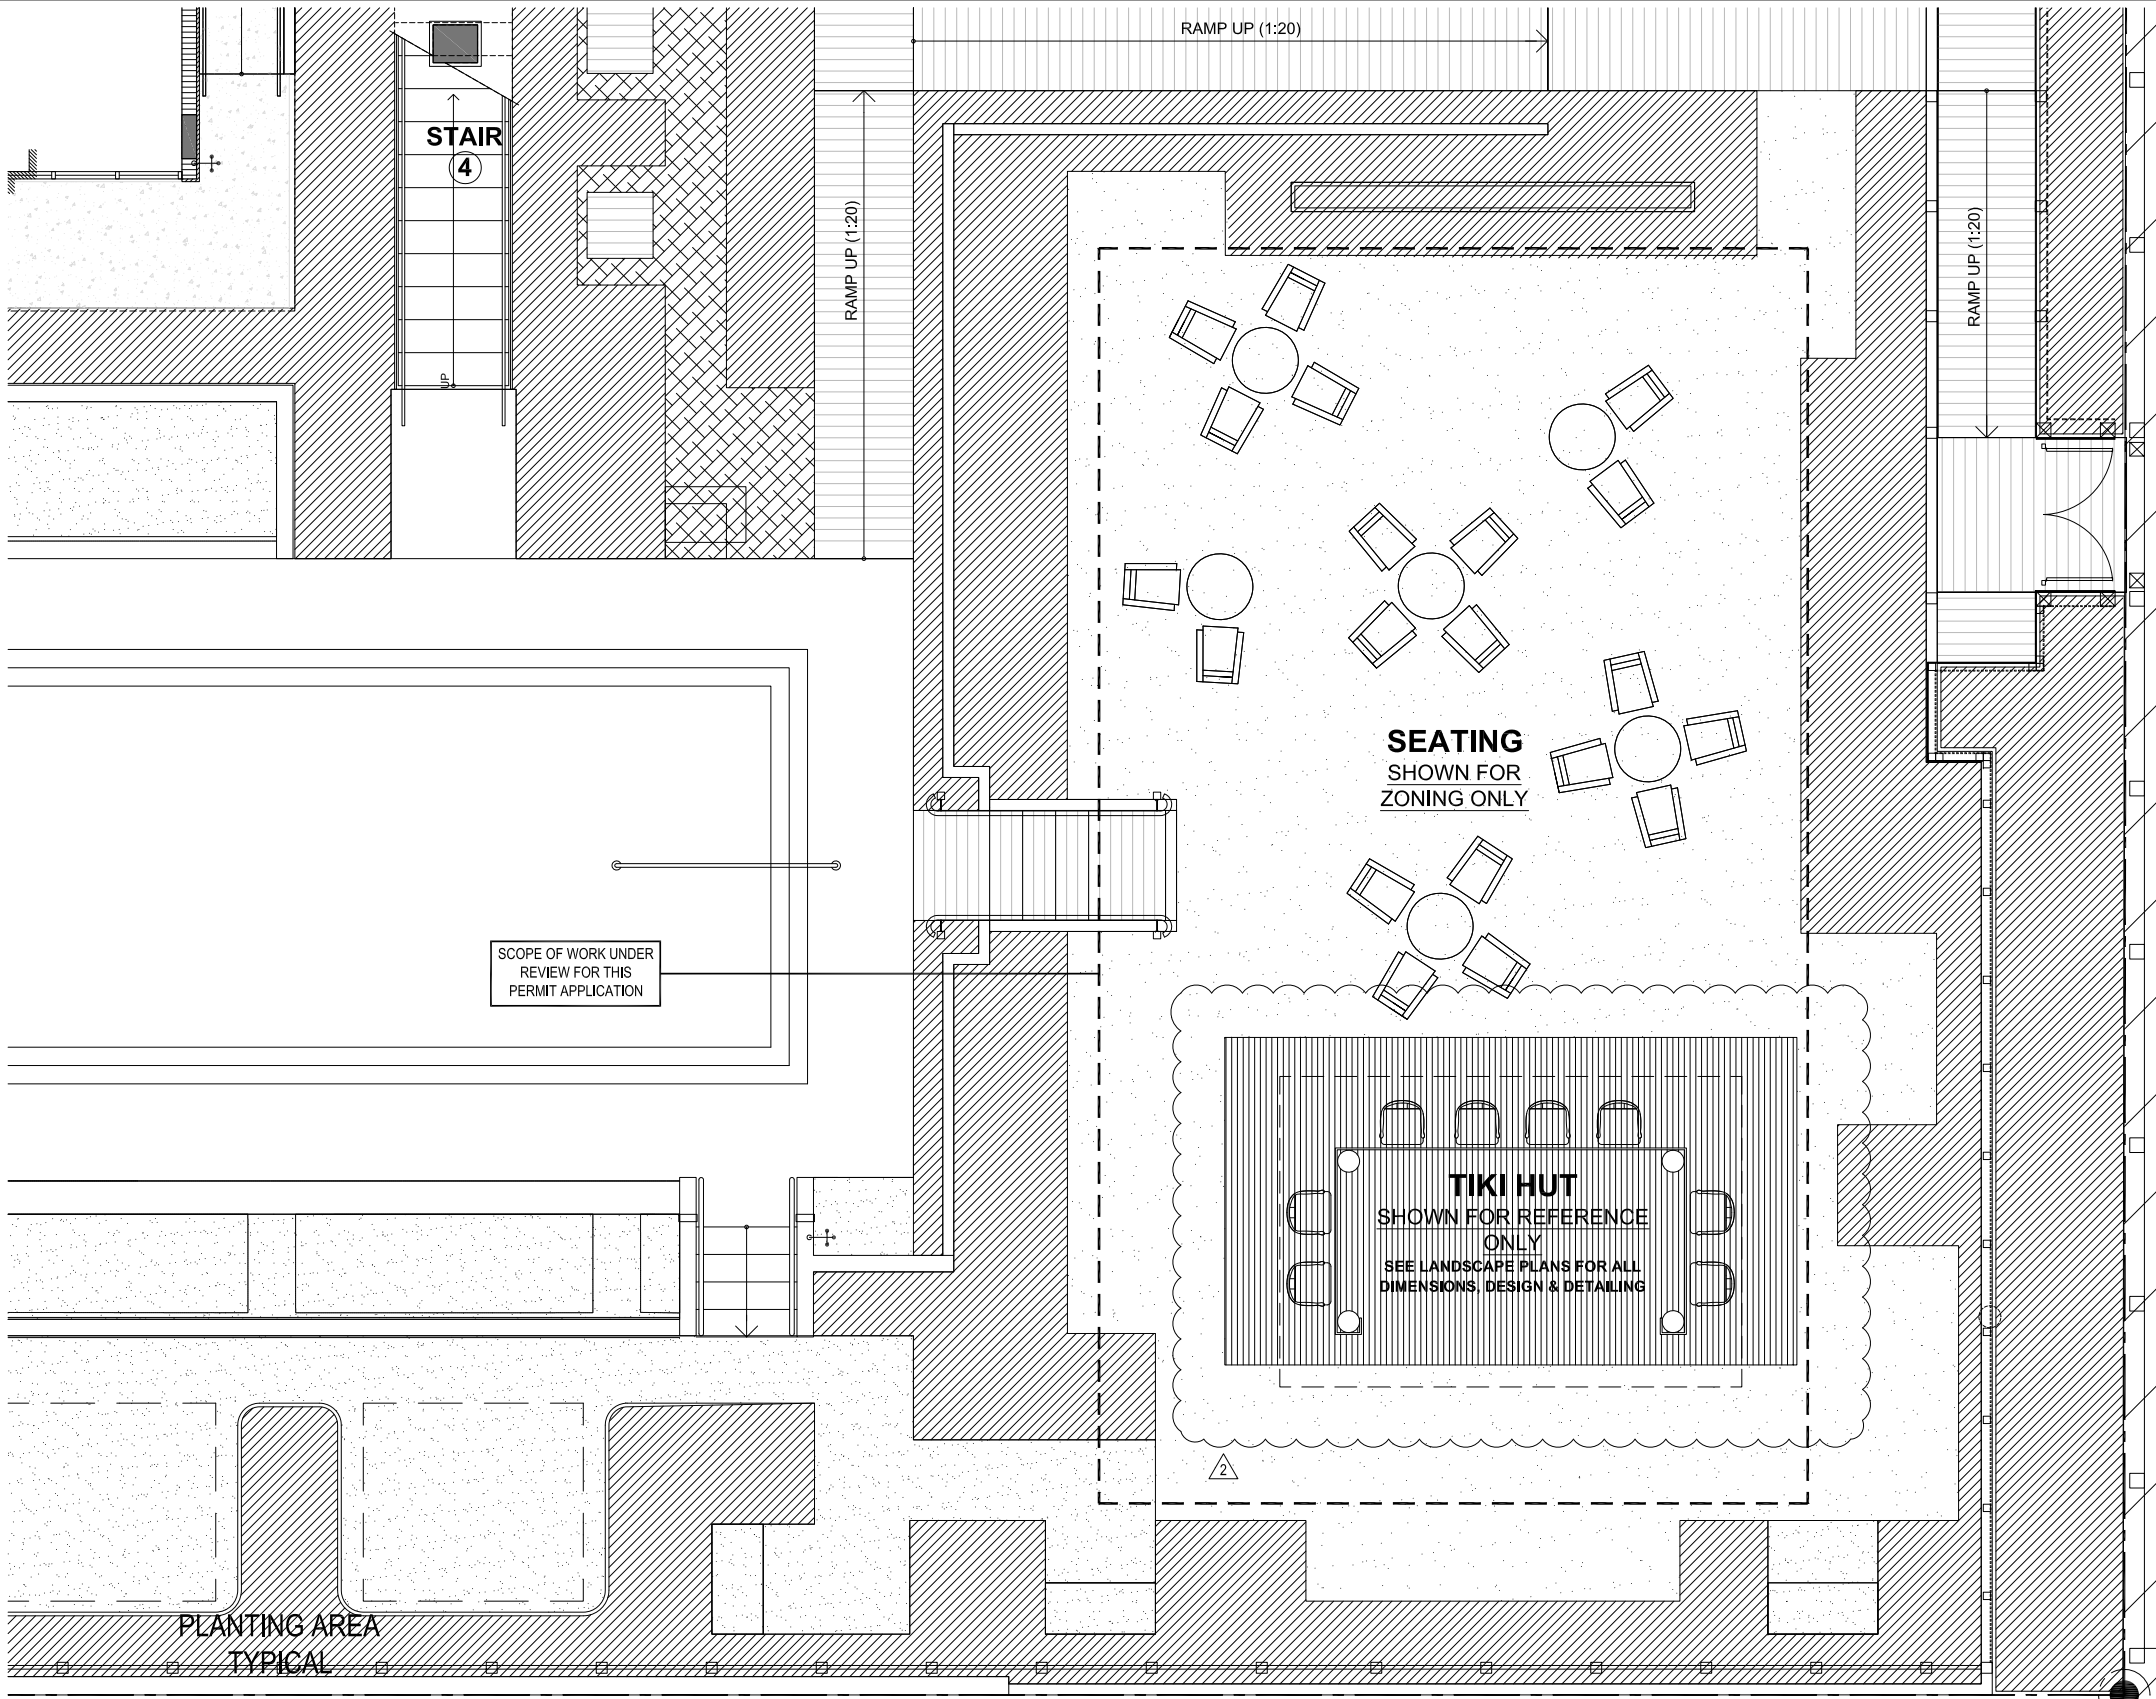 RAMP UP (1:20)
STAIR
4
UP
RAMP UP (1:20)
RAMP UP (1:20)
SEATING
SHOWN FOR
ZONING ONLY
SCOPE OF WORK UNDER
REVIEW FOR THIS
PERMIT APPLICATION
TIKI HUT
SHOWN FOR REFERENCE
ONLY
SEE LANDSCAPE PLANS FOR ALL
DIMENSIONS, DESIGN & DETAILING
2
PLANTING AREA
TYPICAL